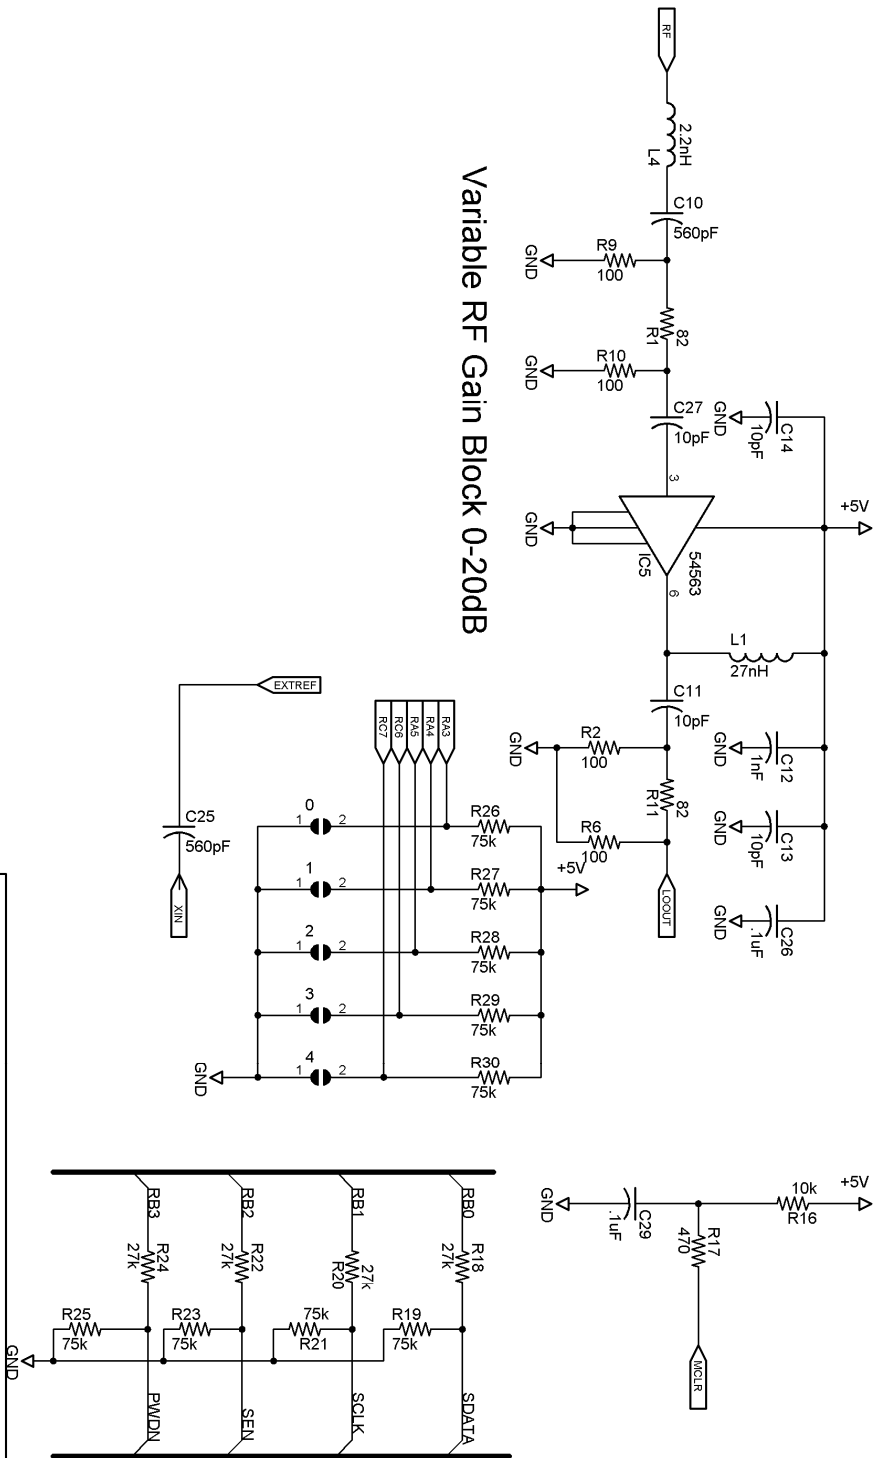 RF
2.2nH
L4
C10
560pF
R9
100
GND
82
R1
R10
100
GND
C27
10pF
C14
10pF
GND
+5V
3
54563
IC5
6
GND
Variable RF Gain Block 0-20dB
L1
27nH
C11
10pF
R2
100
GND
82
R11
R6
100
LOOUT
C12
1nF
GND
C13
10pF
GND
C26
.1uF
GND
EXTREF
C25
560pF
XIN
RC7
RC6
RA5
RA4
RA3
0
1
2
R26
75k
+5V
1
1
2
R27
75k
2
1
2
R28
75k
3
1
2
R29
75k
4
1
2
R30
75k
GND
+5V
10k
R16
C29
.1uF
GND
R17
470
MCLR
RB3
RB2
RB1
RB0
R24
27k
R22
27k
27k
R20
R18
27k
R25
75k
R23
75k
75k
R21
R19
75k
GND
PWDN
SEN
SCLK
SDATA